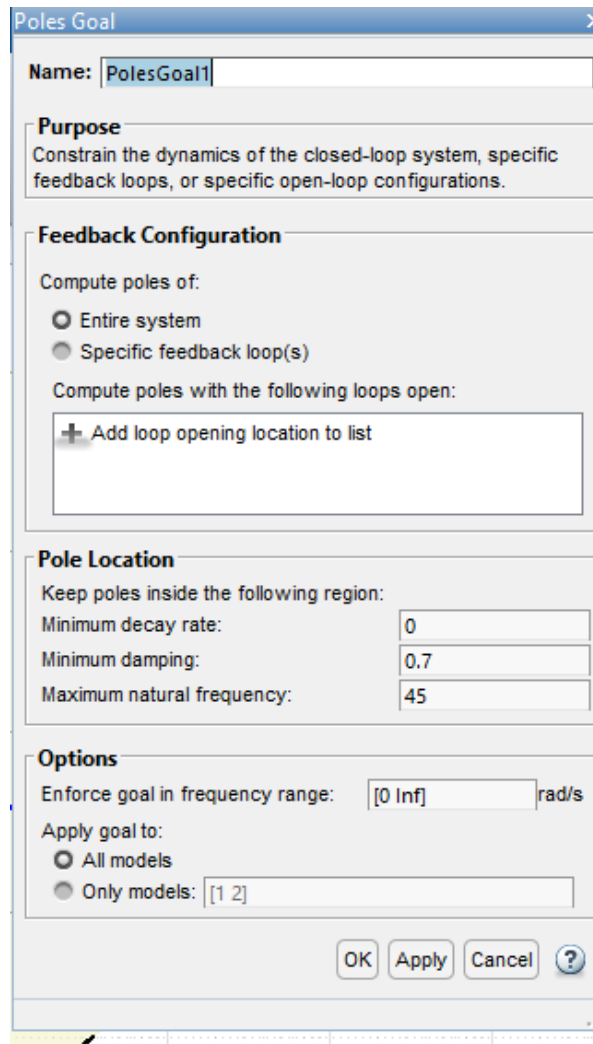 Poles Goal
Name: PolesGoal1
Purpose
Constrain the dynamics of the closed-loop system, specific
feedback loops, or specific open-loop configurations.
Feedback Configuration
Compute poles of:
Entire system
Specific feedback loop(s)
Compute poles with the following loops open:
Add loop opening location to list
Pole Location
Keep poles inside the following region:
Minimum decay rate: 0
Minimum damping: 0.7
Maximum natural frequency: 45
Options
Enforce goal in frequency range: [0 Inf] rad/s
Apply goal to:
All models
Only models: [1 2]
OK Apply Cancel ?